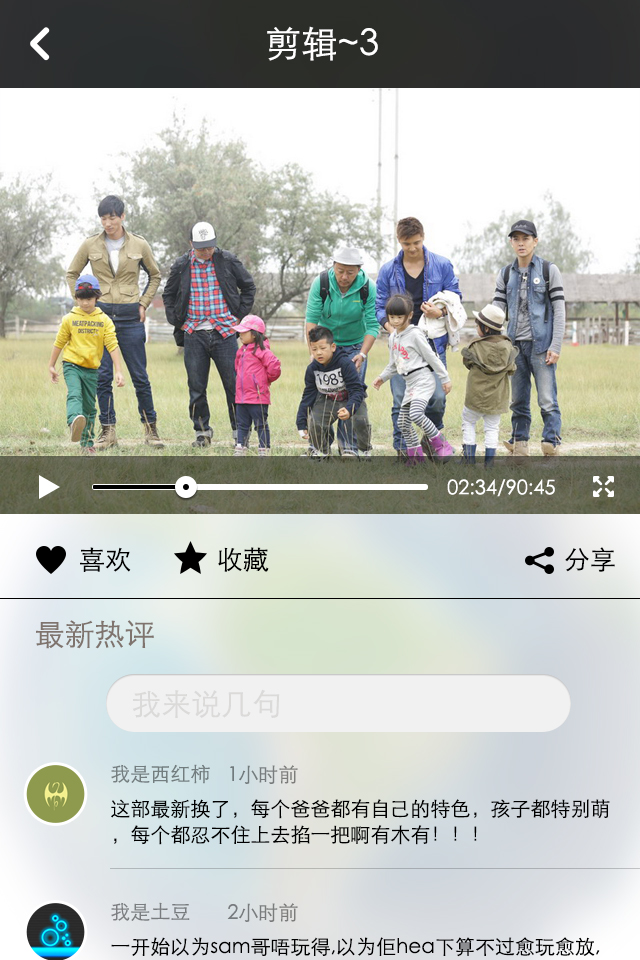 剪辑~3
HEATPACKING
DISTRICT
1985
02:34/90:45
喜欢
收藏
分享
最新热评
我来说几句
我是西红柿 1小时前
这部最新换了，每个爸爸都有自己的特色，孩子都特别萌
，每个都忍不住上去掐一把啊有木有！！！
我是土豆 2小时前
一开始以为sam哥唔玩得,以为佢hea下算不过愈玩愈放,